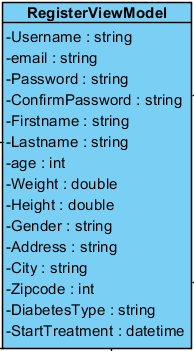 RegisterViewModel
-Username : string
-email : string
-Password : string
-ConfirmPassword : string
-Firstname : string
-Lastname : string
-age : int
-Weight : double
-Height : double
-Gender : string
-Address : string
-City : string
-Zipcode : int
-DiabetesType : string
-StartTreatment : datetime